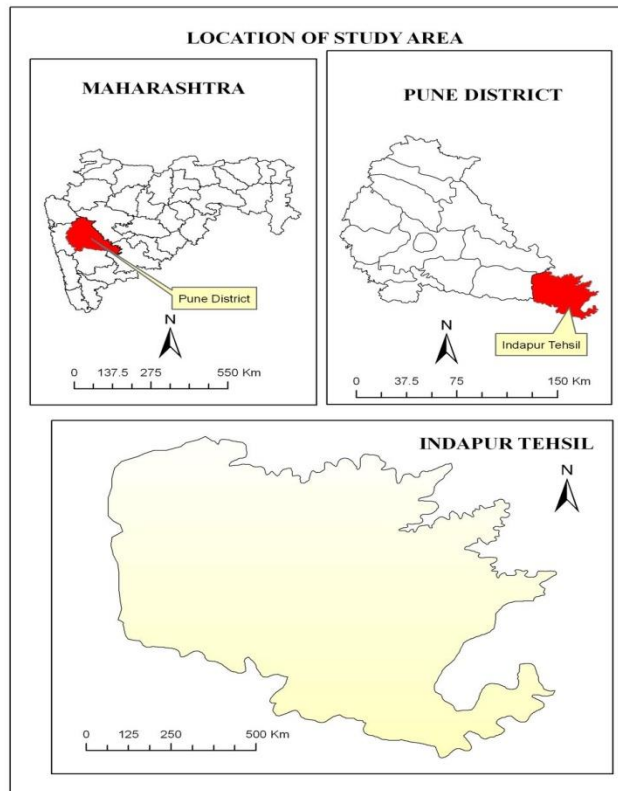 LOCATION OF STUDY AREA
MAHARASHTRA
Pune District
N
0 137.5 275 550 Km
PUNE DISTRICT
Indapur Tehsil
N
0 37.5 75 150 Km
INDAPUR TEHSIL
N
0 125 250 500 Km